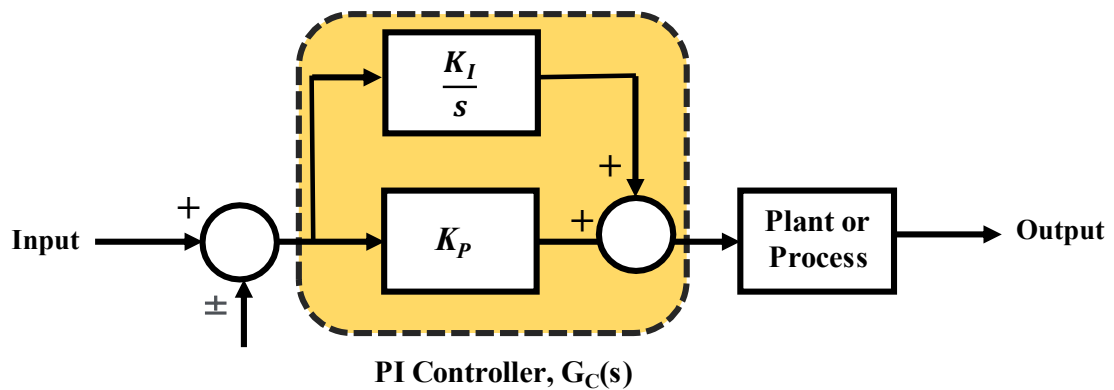 K_I
s
+
+
Input
±
K_P
+
Plant or
Process
Output
PI Controller, G_C(s)